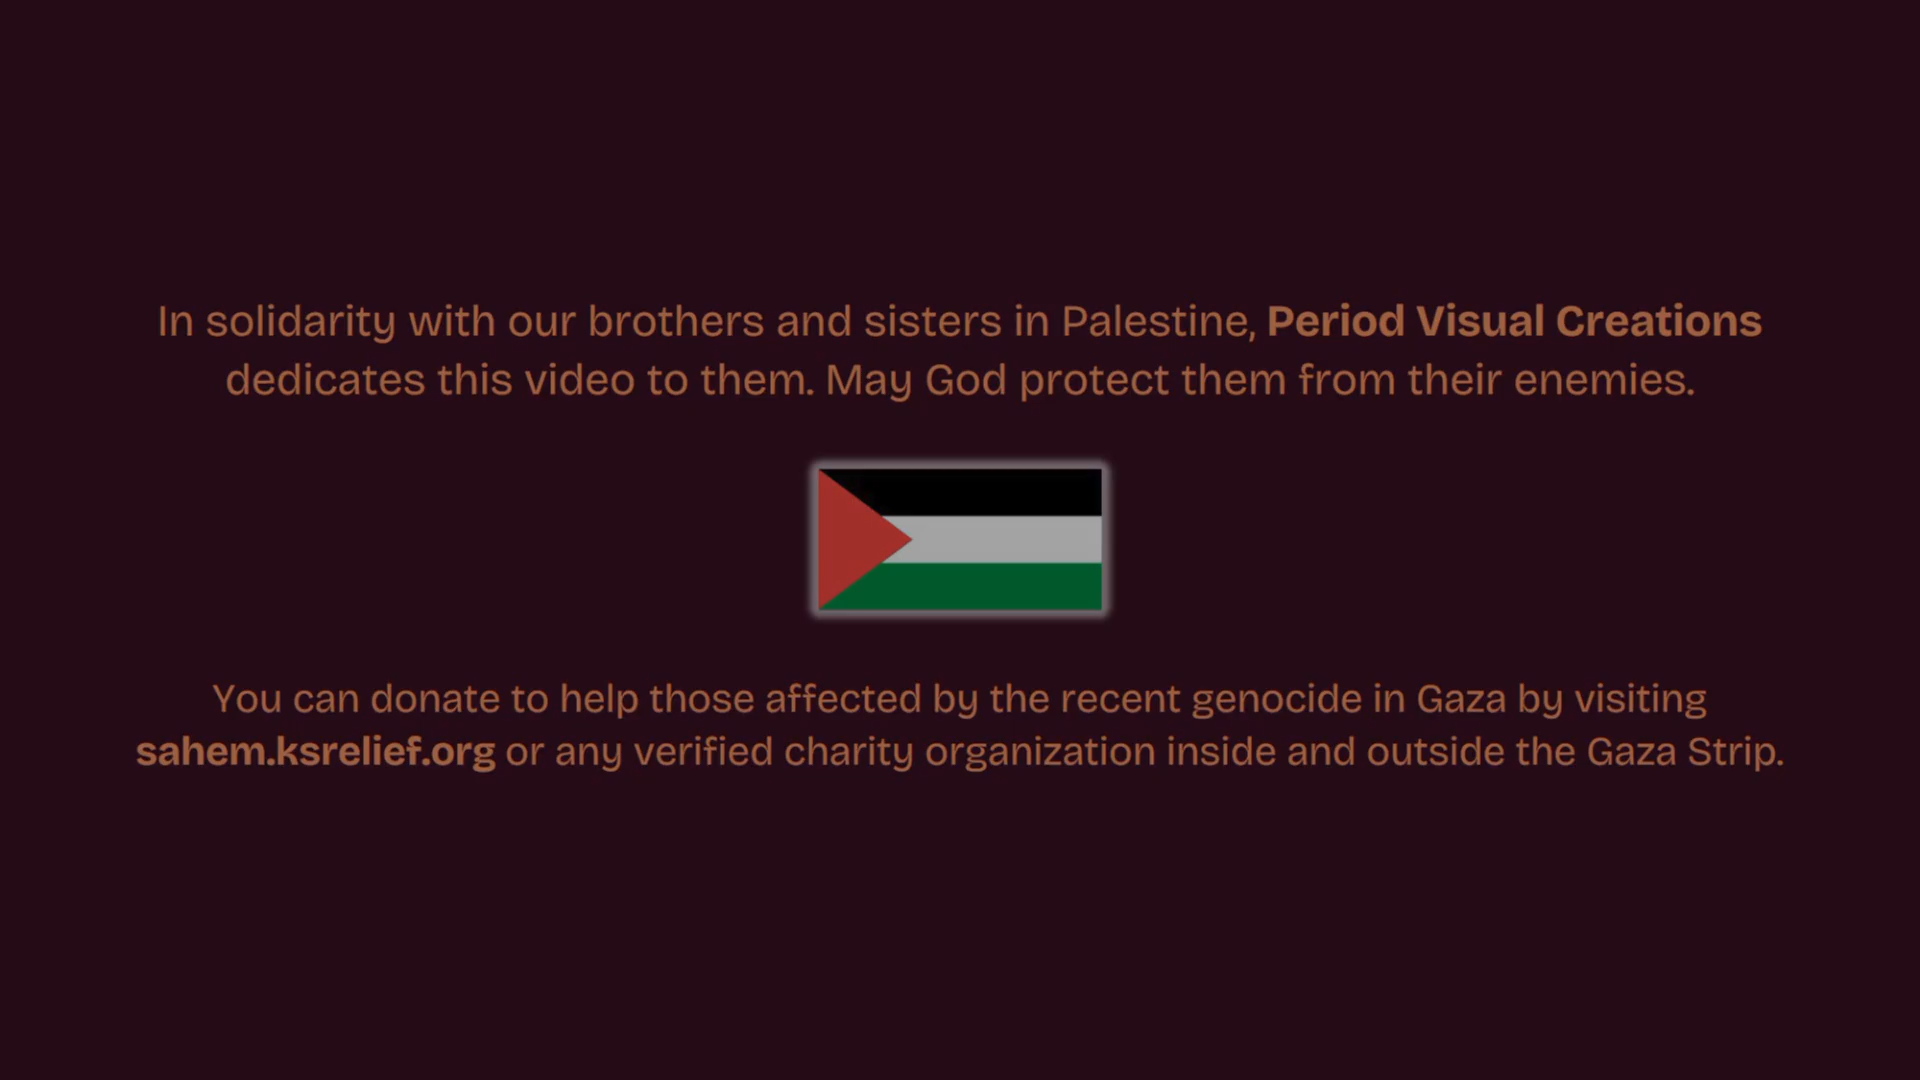 In solidarity with our brothers and sisters in Palestine, Period Visual Creations
dedicates this video to them. May God protect them from their enemies.
You can donate to help those affected by the recent genocide in Gaza by visiting
sahem.ksrelief.org or any verified charity organization inside and outside the Gaza Strip.